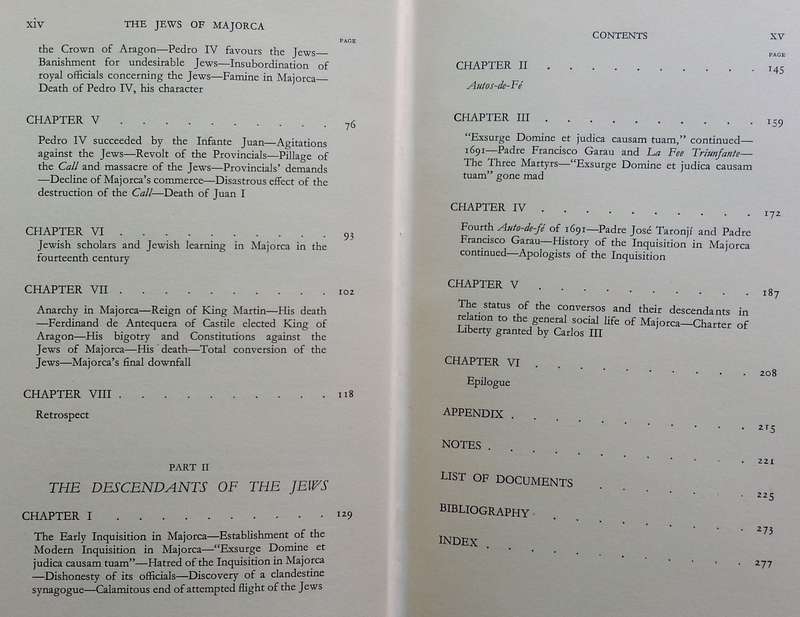 xiv THE JEWS OF MAJORCA
PAGE
the Crown of Aragon—Pedro IV favours the Jews—
Banishment for undesirable Jews—Insubordination of
royal officials concerning the Jews—Famine in Majorca—
Death of Pedro IV, his character
CHAPTER V . . . . . . . . . . 76
Pedro IV succeeded by the Infante Juan—Agitations
against the Jews—Revolt of the Provincials—Pillage of
the Call and massacre of the Jews—Provincials’ demands
—Decline of Majorca’s commerce—Disastrous effect of the
destruction of the Call—Death of Juan I
CHAPTER VI . . . . . . . . . . 93
Jewish scholars and Jewish learning in Majorca in the
fourteenth century
CHAPTER VII . . . . . . . . . . 102
Anarchy in Majorca—Reign of King Martin—His death
—Ferdinand de Antequera of Castile elected King of
Aragon—His bigotry and Constitutions against the
Jews of Majorca—His death—Total conversion of the
Jews—Majorca’s final downfall
CHAPTER VIII . . . . . . . . . . 118
Retrospect
PART II
THE DESCENDANTS OF THE JEWS
CHAPTER I . . . . . . . . . . 129
The Early Inquisition in Majorca—Establishment of the
Modern Inquisition in Majorca—“Exsurge Domine et
judica causam tuam”—Hatred of the Inquisition in Majorca
—Dishonesty of its officials—Discovery of a clandestine
synagogue—Calamitous end of attempted flight of the Jews
CONTENTS XV
PAGE
CHAPTER II . . . . . . . . . . 145
Autos-de-Fé
CHAPTER III . . . . . . . . . . 159
“Exsurge Domine et judica causam tuam,” continued—
1691—Padre Francisco Garau and La Fee Triunfante—
The Three Martyrs—“Exsurge Domine et judica causam
tuam” gone mad
CHAPTER IV . . . . . . . . . . 172
Fourth Auto-de-fé of 1691—Padre José Taronjí and Padre
Francisco Garau—History of the Inquisition in Majorca
continued—Apologists of the Inquisition
CHAPTER V . . . . . . . . . . 187
The status of the conversos and their descendants in
relation to the general social life of Majorca—Charter of
Liberty granted by Carlos III
CHAPTER VI . . . . . . . . . . 208
Epilogue
APPENDIX . . . . . . . . . . 215
NOTES . . . . . . . . . . 221
LIST OF DOCUMENTS . . . . . . . 225
BIBLIOGRAPHY . . . . . . . . . . 273
INDEX . . . . . . . . . . 277